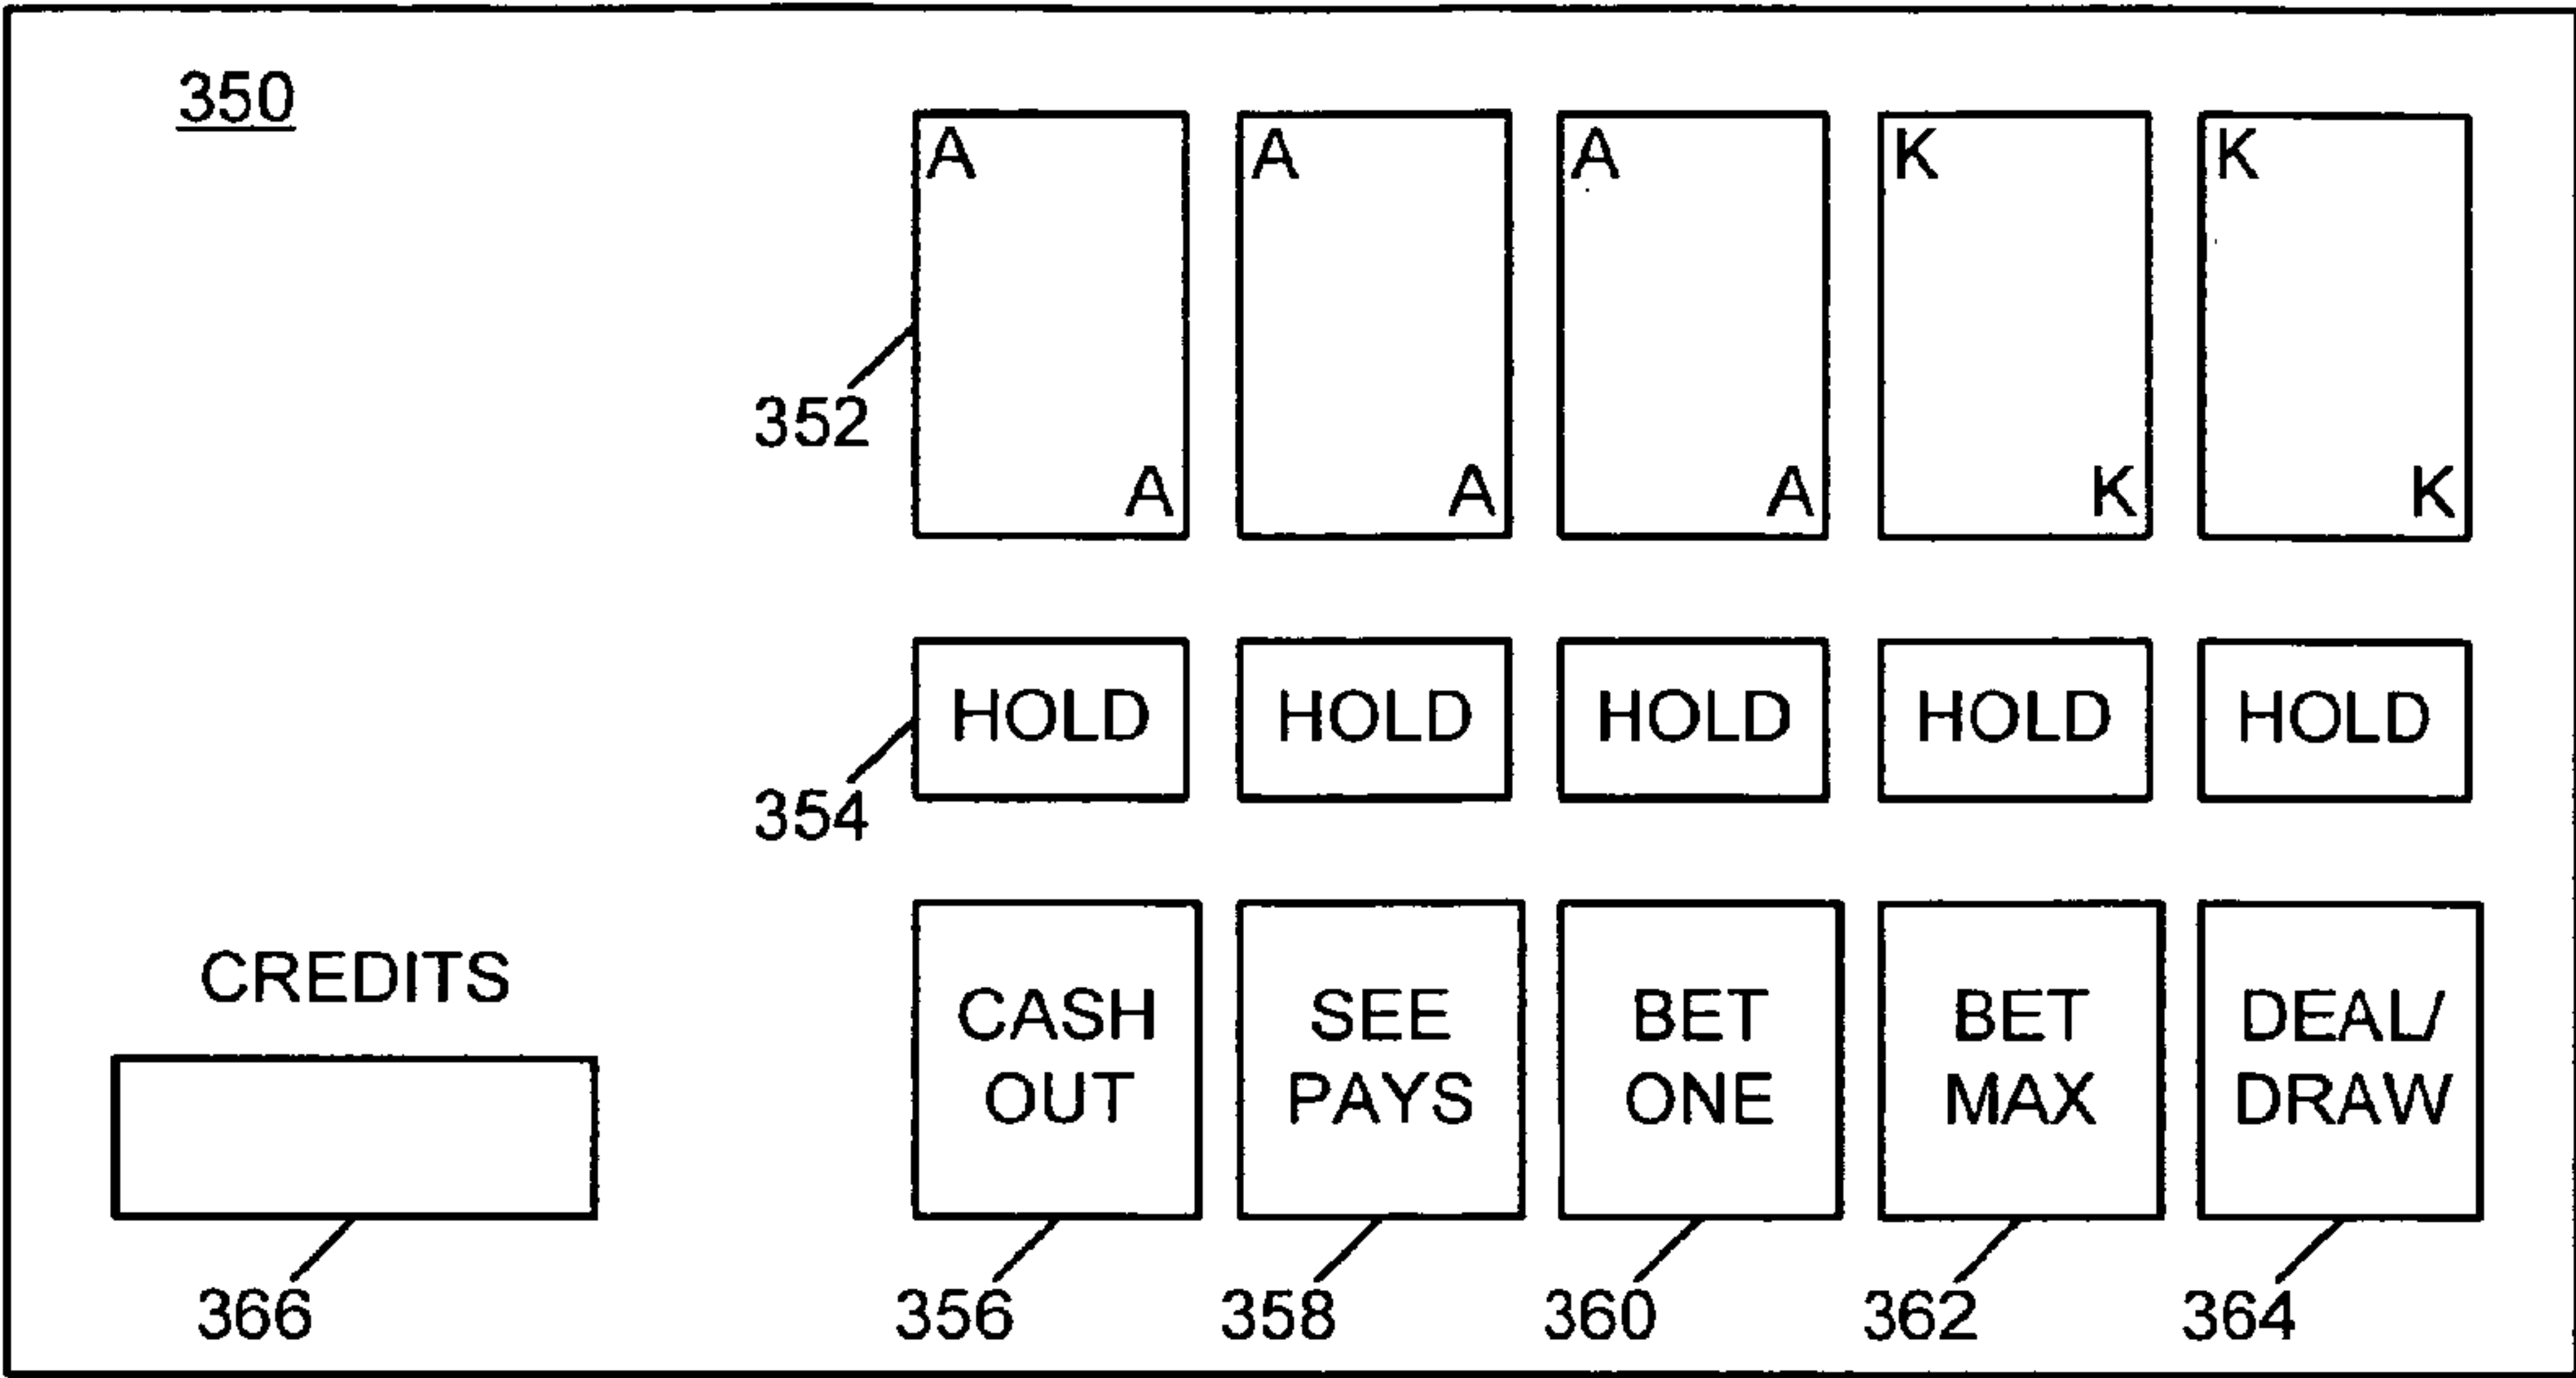 350
A A A K K
352
A A A K K
HOLD HOLD HOLD HOLD HOLD
354
CREDITS
CASH SEE BET BET DEAL/
OUT PAYS ONE MAX DRAW
366 356 358 360 362 364